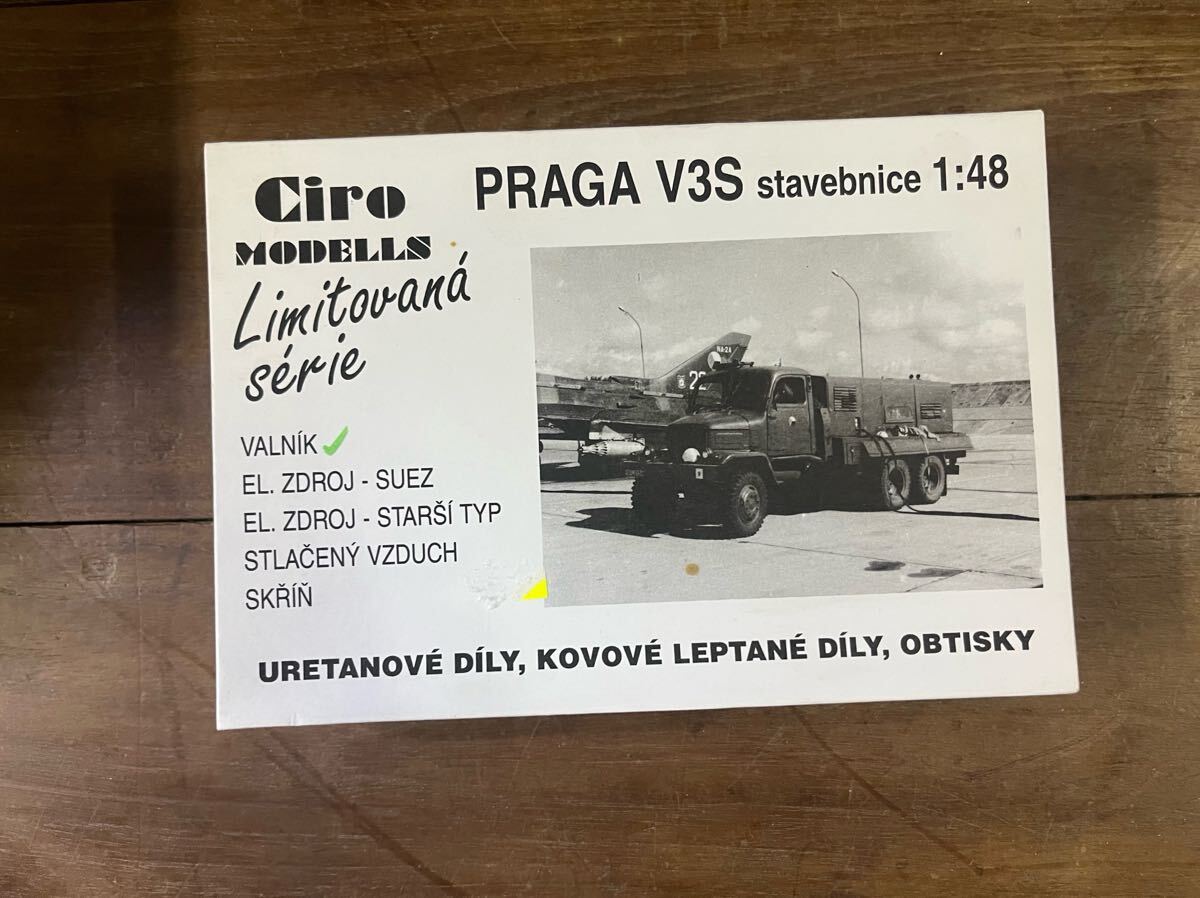 Ciro
MODELLS
Limitovaná
série
PRAGA V3S stavebnice 1:48
VALNÍK ✓
EL. ZDROJ - SUEZ
EL. ZDROJ - STARŠÍ TYP
STLAČENÝ VZDUCH
SKŘÍŇ
URETANOVÉ DÍLY, KOVOVÉ LEPTANÉ DÍLY, OBTISKY